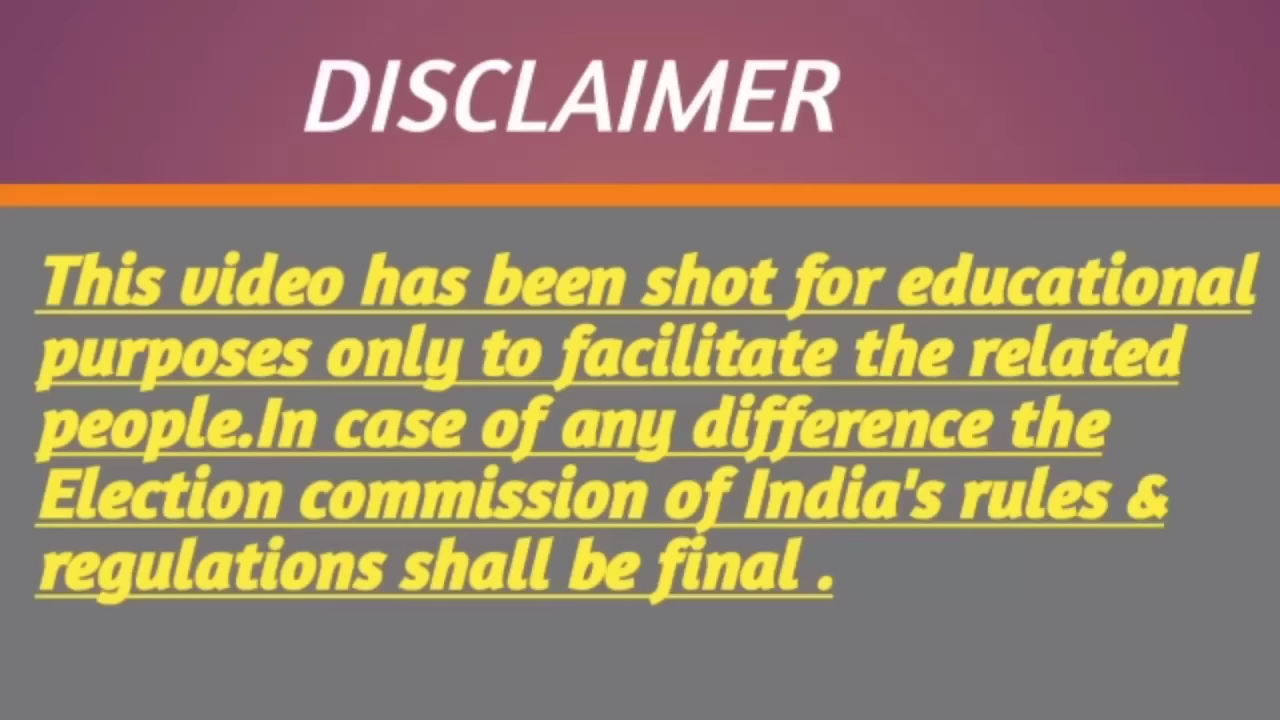 DISCLAIMER
This video has been shot for educational
purposes only to facilitate the related
people.In case of any difference the
Election commission of India's rules &
regulations shall be final .